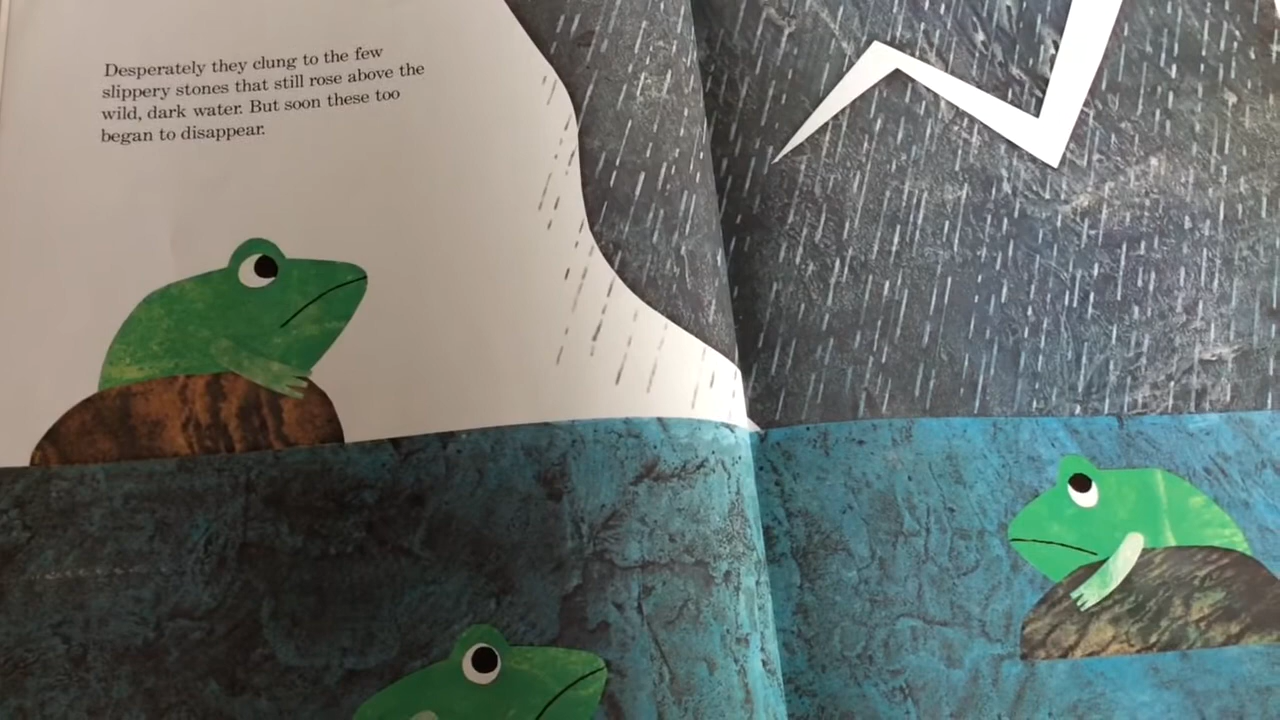 Desperately they clung to the few
slippery stones that still rose above the
wild, dark water. But soon these too
began to disappear.